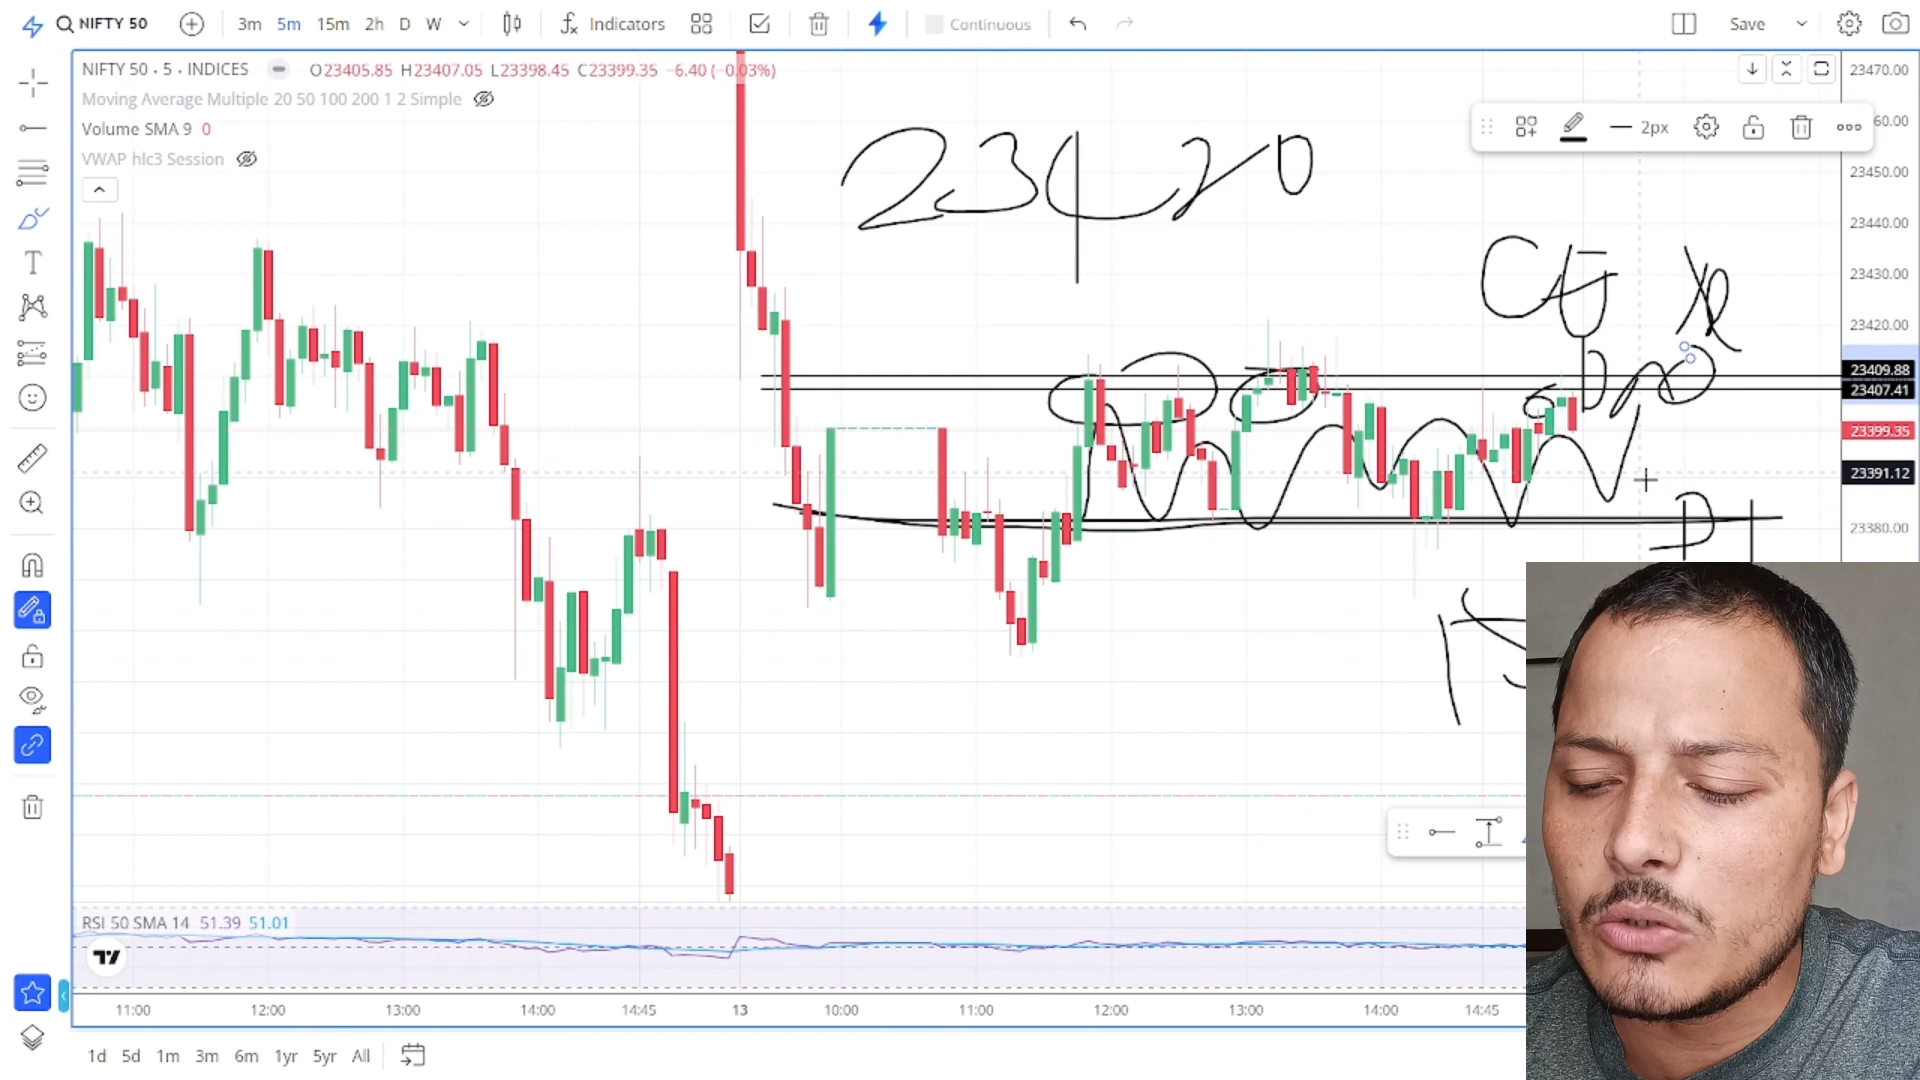 NIFTY 50 3m 5m 15m 2h D W Indicators Continuous Save
NIFTY 50 · 5 · INDICES O23405.85 H23407.05 L23398.45 C23399.35 −6.40 (−0.03%)
Moving Average Multiple 20 50 100 200 1 2 Simple
Volume SMA 9 0
VWAP hlc3 Session
23470.00
60.00
2px
23450.00
23440.00
23430.00
23420.00
23409.88
23407.41
23399.35
23391.12
23380.00
23420
CE
RSI 50 SMA 14 51.39 51.01
11:00 12:00 13:00 14:00 14:45 13 10:00 11:00 12:00 13:00 14:00 14:45
1d 5d 1m 3m 6m 1yr 5yr All